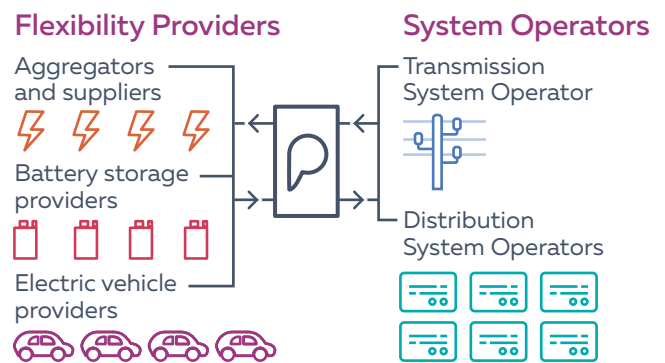 Flexibility Providers
Aggregators
and suppliers
Battery storage
providers
Electric vehicle
providers
System Operators
Transmission
System Operator
Distribution
System Operators